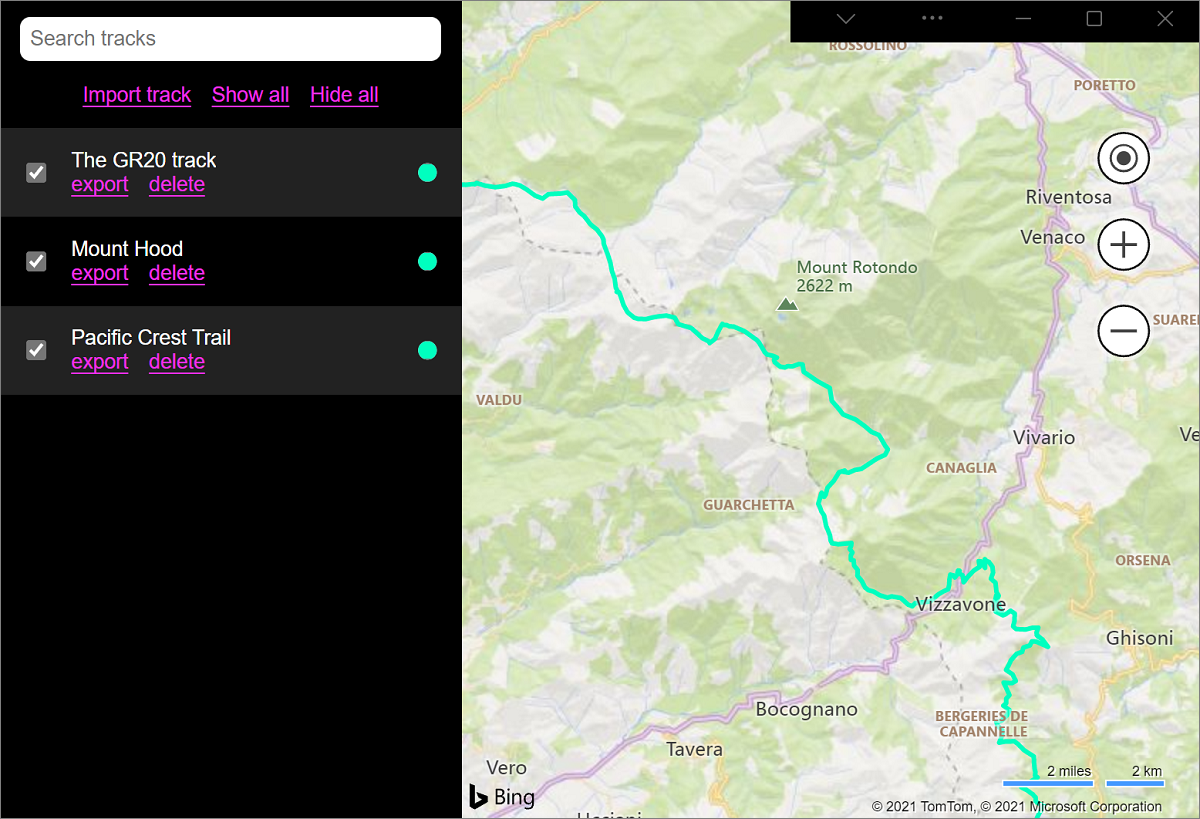 Search tracks
Import track Show all Hide all
The GR20 track
export delete
Mount Hood
export delete
Pacific Crest Trail
export delete
ROSSOLINO
PORETTO
Riventosa
Venaco
Mount Rotondo
2622 m
SUARE
VALDU
Vivario
Ve
CANAGLIA
GUARCHETTA
ORSENA
Vizzavone
Ghisoni
Bocognano
BERGERIES DE
CAPANNELLE
Tavera
Vero
2 miles 2 km
Bing
© 2021 TomTom, © 2021 Microsoft Corporation